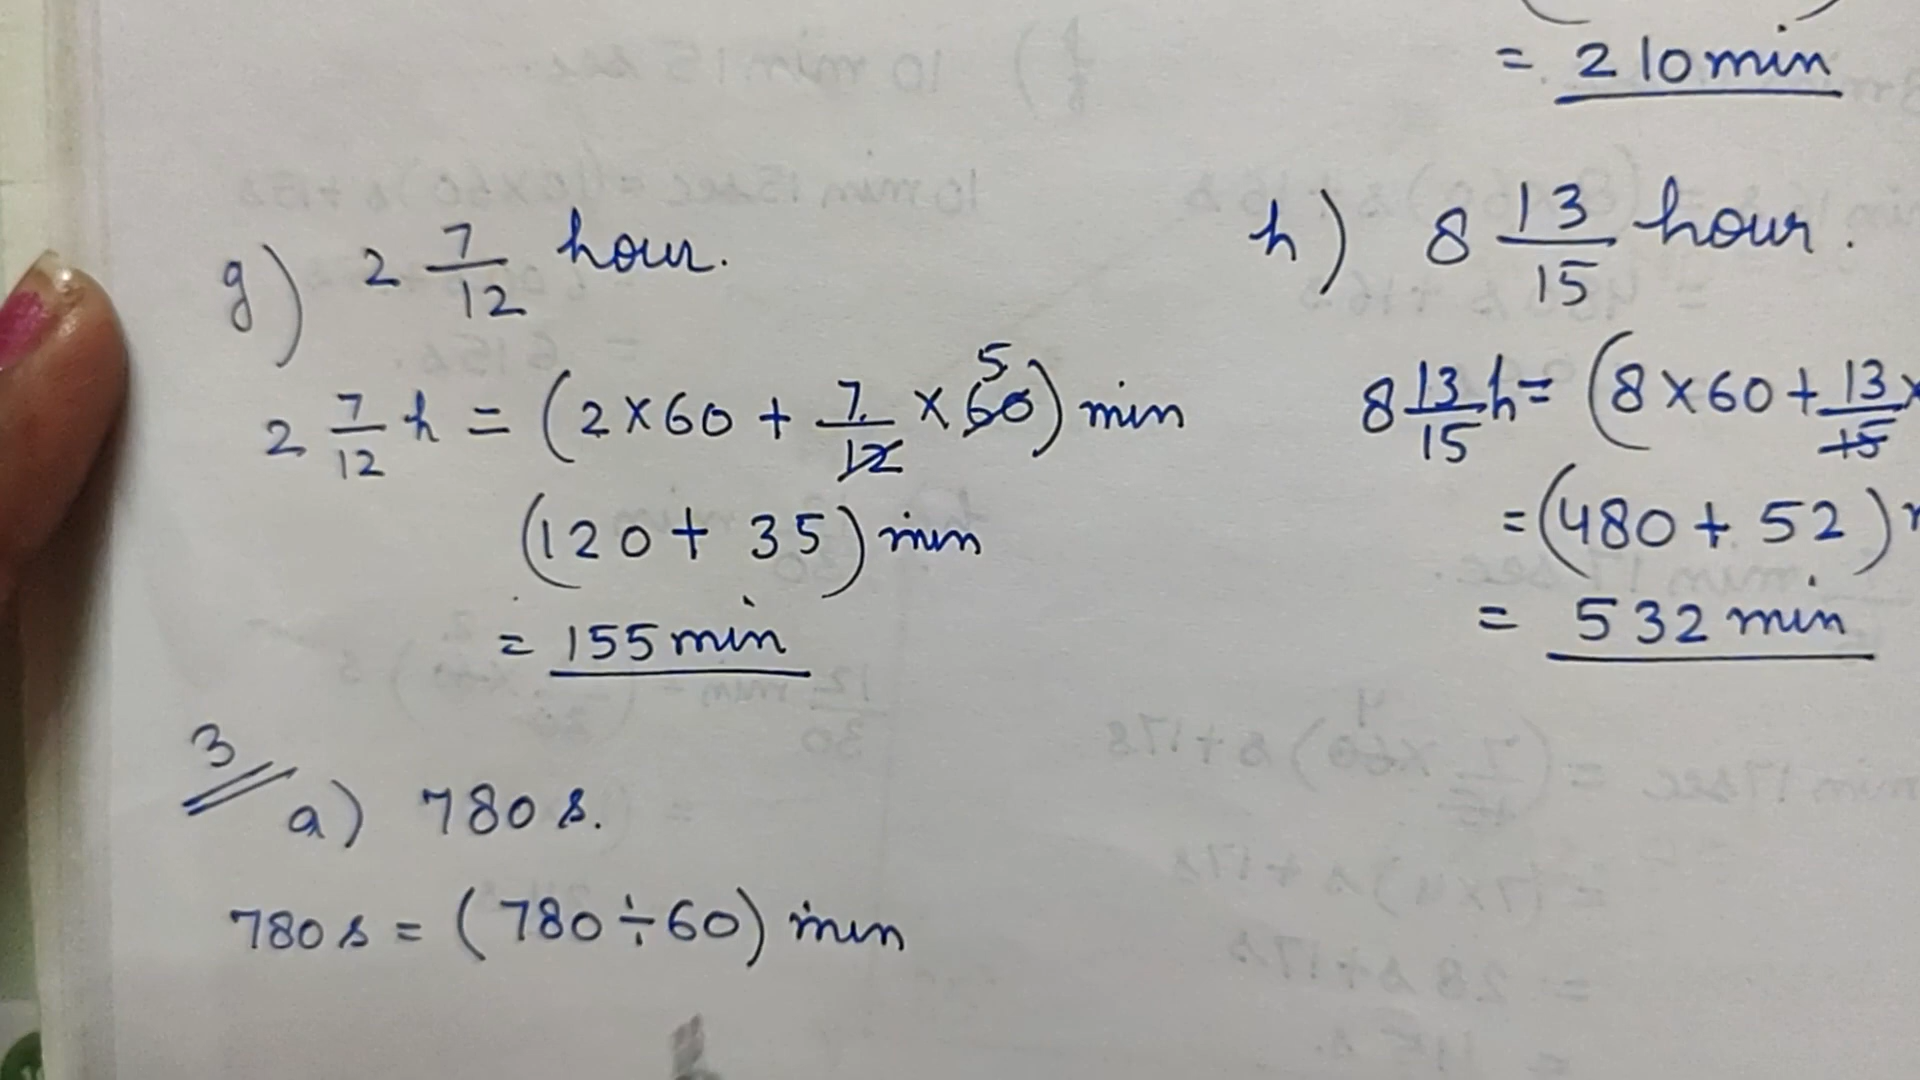 = 210 min
g) 2 7/12 hour.
2 7/12 h = (2 × 60 + 7/12 × 60 5) min
(120 + 35) min
= 155 min
h) 8 13/15 hour.
8 13/15 h = (8 × 60 + 13/15 ×
= (480 + 52)
= 532 min
3
a) 780 s.
780 s = (780 ÷ 60) min